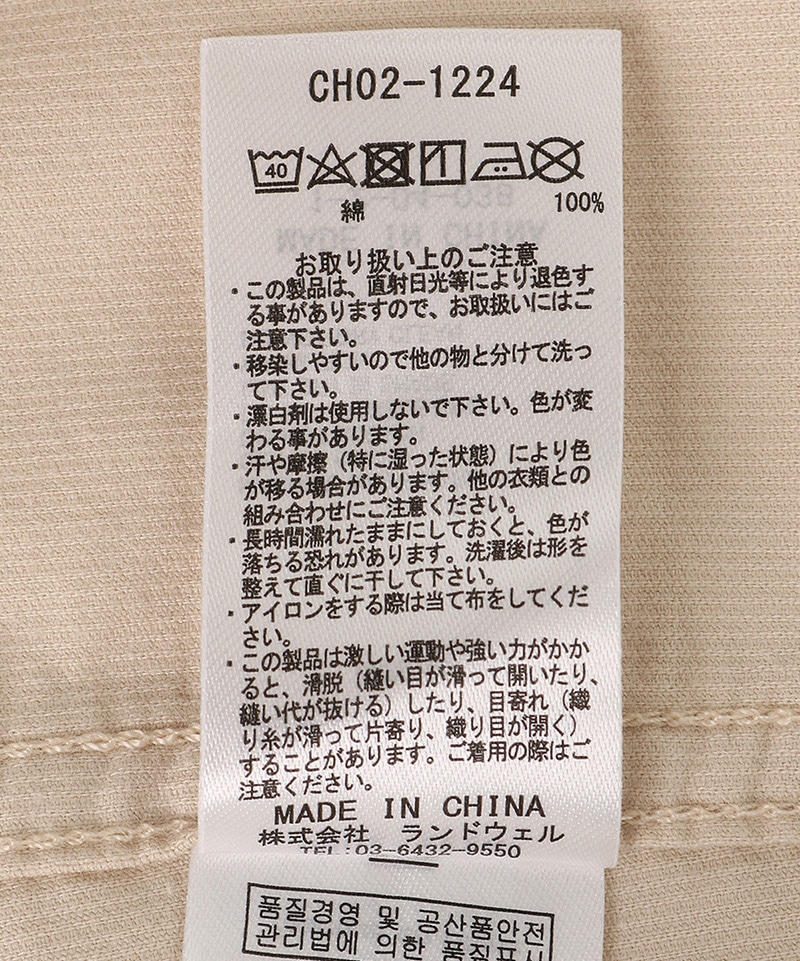 CH02-1224
40
綿 100%
お取り扱い上のご注意
・この製品は、直射日光等により退色す
る事がありますので、お取扱いにはご
注意下さい。
・移染しやすいので他の物と分けて洗っ
て下さい。
・漂白剤は使用しないで下さい。色が変
わる事があります。
・汗や摩擦（特に湿った状態）により色
が移る場合があります。他の衣類との
組み合わせにご注意ください。
・長時間濡れたままにしておくと、色が
落ちる恐れがあります。洗濯後は形を
整えて直ぐに干して下さい。
・アイロンをする際は当て布をしてくだ
さい。
・この製品は激しい運動や強い力がかか
ると、滑脱（縫い目が滑って開いたり、
縫い代が抜ける）したり、目寄れ（織
り糸が滑って片寄り、織り目が開く）
することがあります。ご着用の際はご
注意ください。
MADE IN CHINA
株式会社 ランドウェル
TEL:03-6432-9550
품질경영 및 공산품안전
관리법에 의한 품질표시